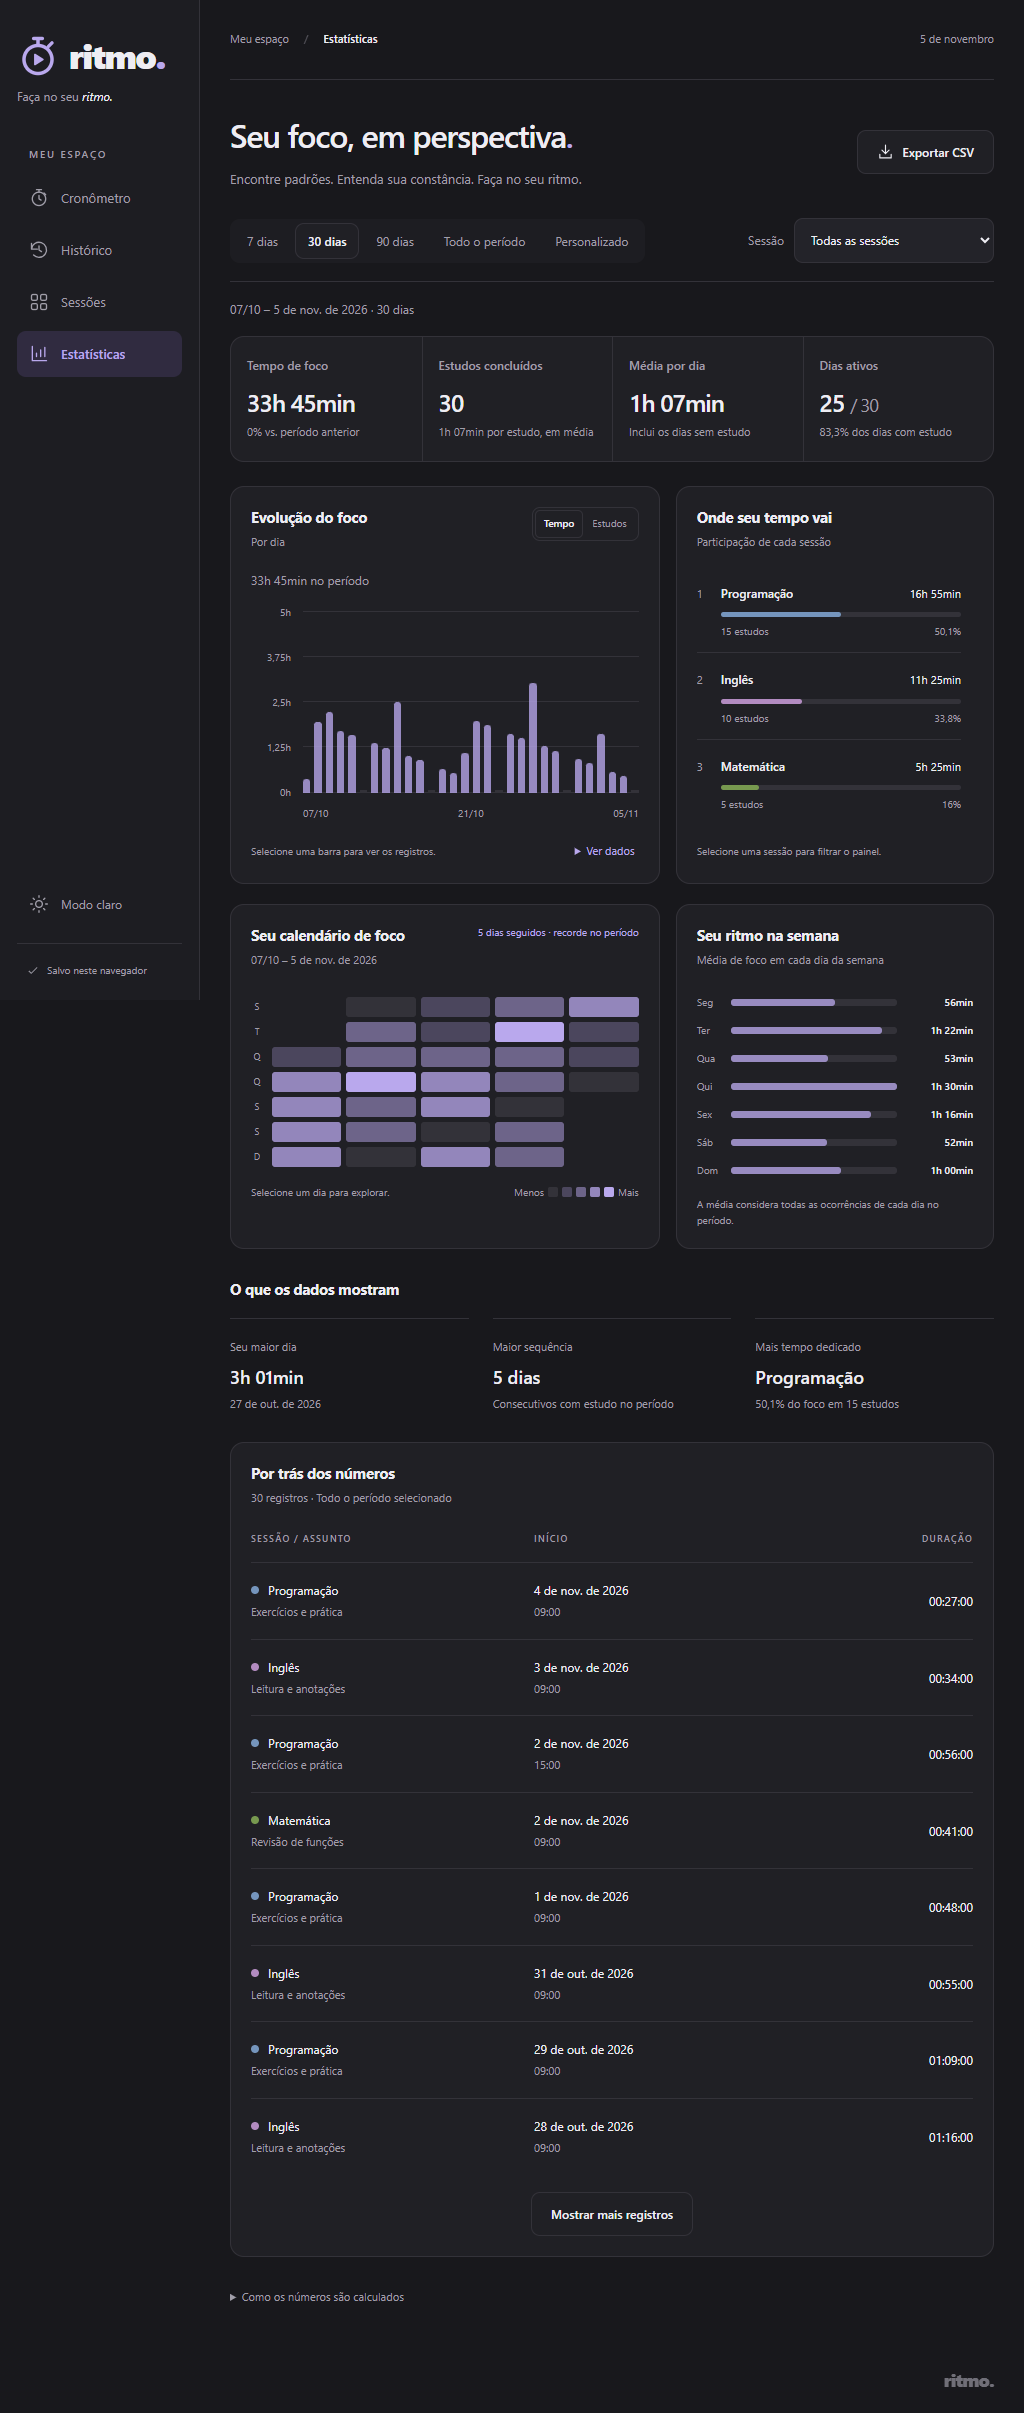 ritmo.
Faça no seu ritmo.
MEU ESPAÇO
Cronômetro
Histórico
Sessões
Estatísticas
Modo claro
Salvo neste navegador
Meu espaço / Estatísticas
5 de novembro
Seu foco, em perspectiva.
Encontre padrões. Entenda sua constância. Faça no seu ritmo.
Exportar CSV
7 dias 30 dias 90 dias Todo o período Personalizado
Sessão Todas as sessões
07/10 – 5 de nov. de 2026 · 30 dias
Tempo de foco
33h 45min
0% vs. período anterior
Estudos concluídos
30
1h 07min por estudo, em média
Média por dia
1h 07min
Inclui os dias sem estudo
Dias ativos
25 / 30
83,3% dos dias com estudo
Evolução do foco
Por dia
Tempo Estudos
33h 45min no período
5h
3,75h
2,5h
1,25h
0h
07/10 21/10 05/11
Selecione uma barra para ver os registros.
▶ Ver dados
Onde seu tempo vai
Participação de cada sessão
1 Programação 16h 55min
15 estudos 50,1%
2 Inglês 11h 25min
10 estudos 33,8%
3 Matemática 5h 25min
5 estudos 16%
Selecione uma sessão para filtrar o painel.
Seu calendário de foco
5 dias seguidos · recorde no período
07/10 – 5 de nov. de 2026
S
T
Q
Q
S
S
D
Selecione um dia para explorar.
Menos Mais
Seu ritmo na semana
Média de foco em cada dia da semana
Seg 56min
Ter 1h 22min
Qua 53min
Qui 1h 30min
Sex 1h 16min
Sáb 52min
Dom 1h 00min
A média considera todas as ocorrências de cada dia no
período.
O que os dados mostram
Seu maior dia
3h 01min
27 de out. de 2026
Maior sequência
5 dias
Consecutivos com estudo no período
Mais tempo dedicado
Programação
50,1% do foco em 15 estudos
Por trás dos números
30 registros · Todo o período selecionado
SESSÃO / ASSUNTO INÍCIO DURAÇÃO
Programação 4 de nov. de 2026 00:27:00
Exercícios e prática 09:00
Inglês 3 de nov. de 2026 00:34:00
Leitura e anotações 09:00
Programação 2 de nov. de 2026 00:56:00
Exercícios e prática 15:00
Matemática 2 de nov. de 2026 00:41:00
Revisão de funções 09:00
Programação 1 de nov. de 2026 00:48:00
Exercícios e prática 09:00
Inglês 31 de out. de 2026 00:55:00
Leitura e anotações 09:00
Programação 29 de out. de 2026 01:09:00
Exercícios e prática 09:00
Inglês 28 de out. de 2026 01:16:00
Leitura e anotações 09:00
Mostrar mais registros
▶ Como os números são calculados
ritmo.